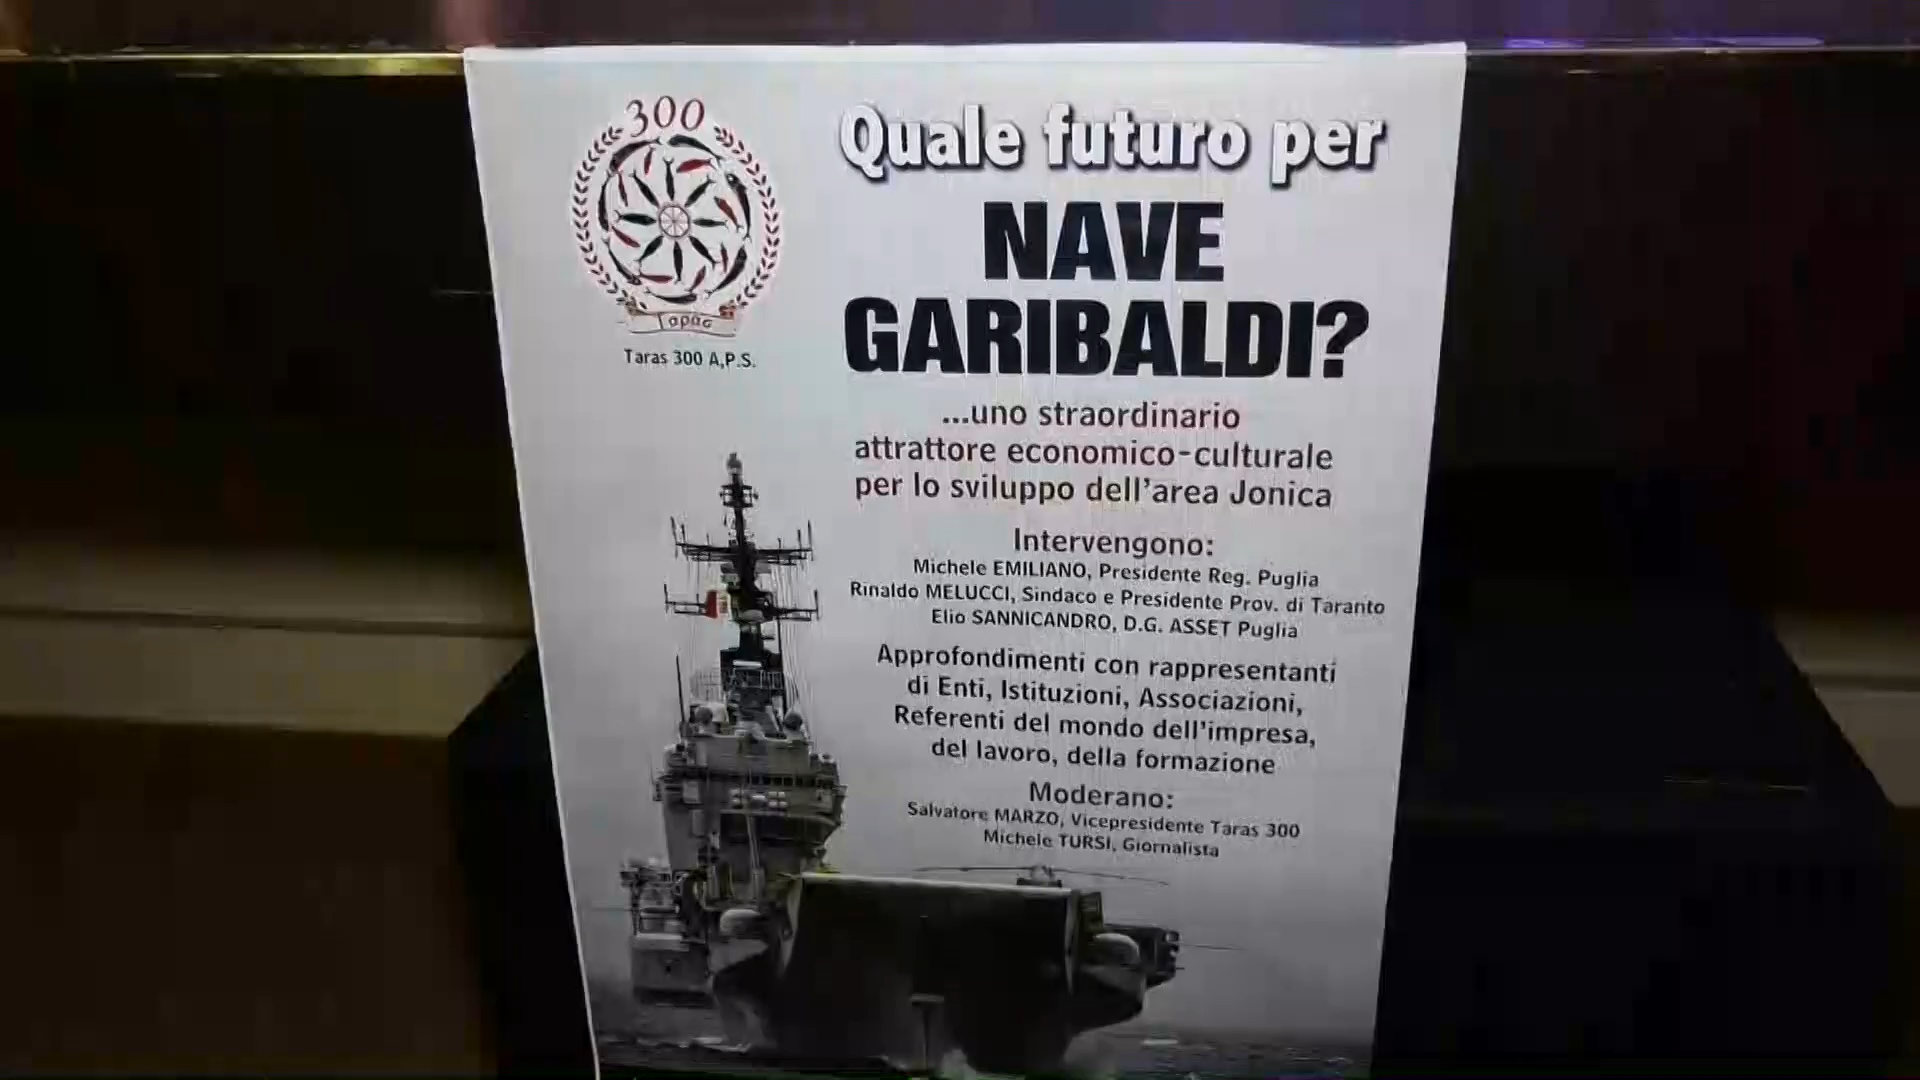 300
Ταρας
Taras 300 A.P.S.
Quale futuro per
NAVE
GARIBALDI?
...uno straordinario
attrattore economico-culturale
per lo sviluppo dell'area Jonica
Intervengono:
Michele EMILIANO, Presidente Reg. Puglia
Rinaldo MELUCCI, Sindaco e Presidente Prov. di Taranto
Elio SANNICANDRO, D.G. ASSET Puglia
Approfondimenti con rappresentanti
di Enti, Istituzioni, Associazioni,
Referenti del mondo dell'impresa,
del lavoro, della formazione
Moderano:
Salvatore MARZO, Vicepresidente Taras 300
Michele TURSI, Giornalista